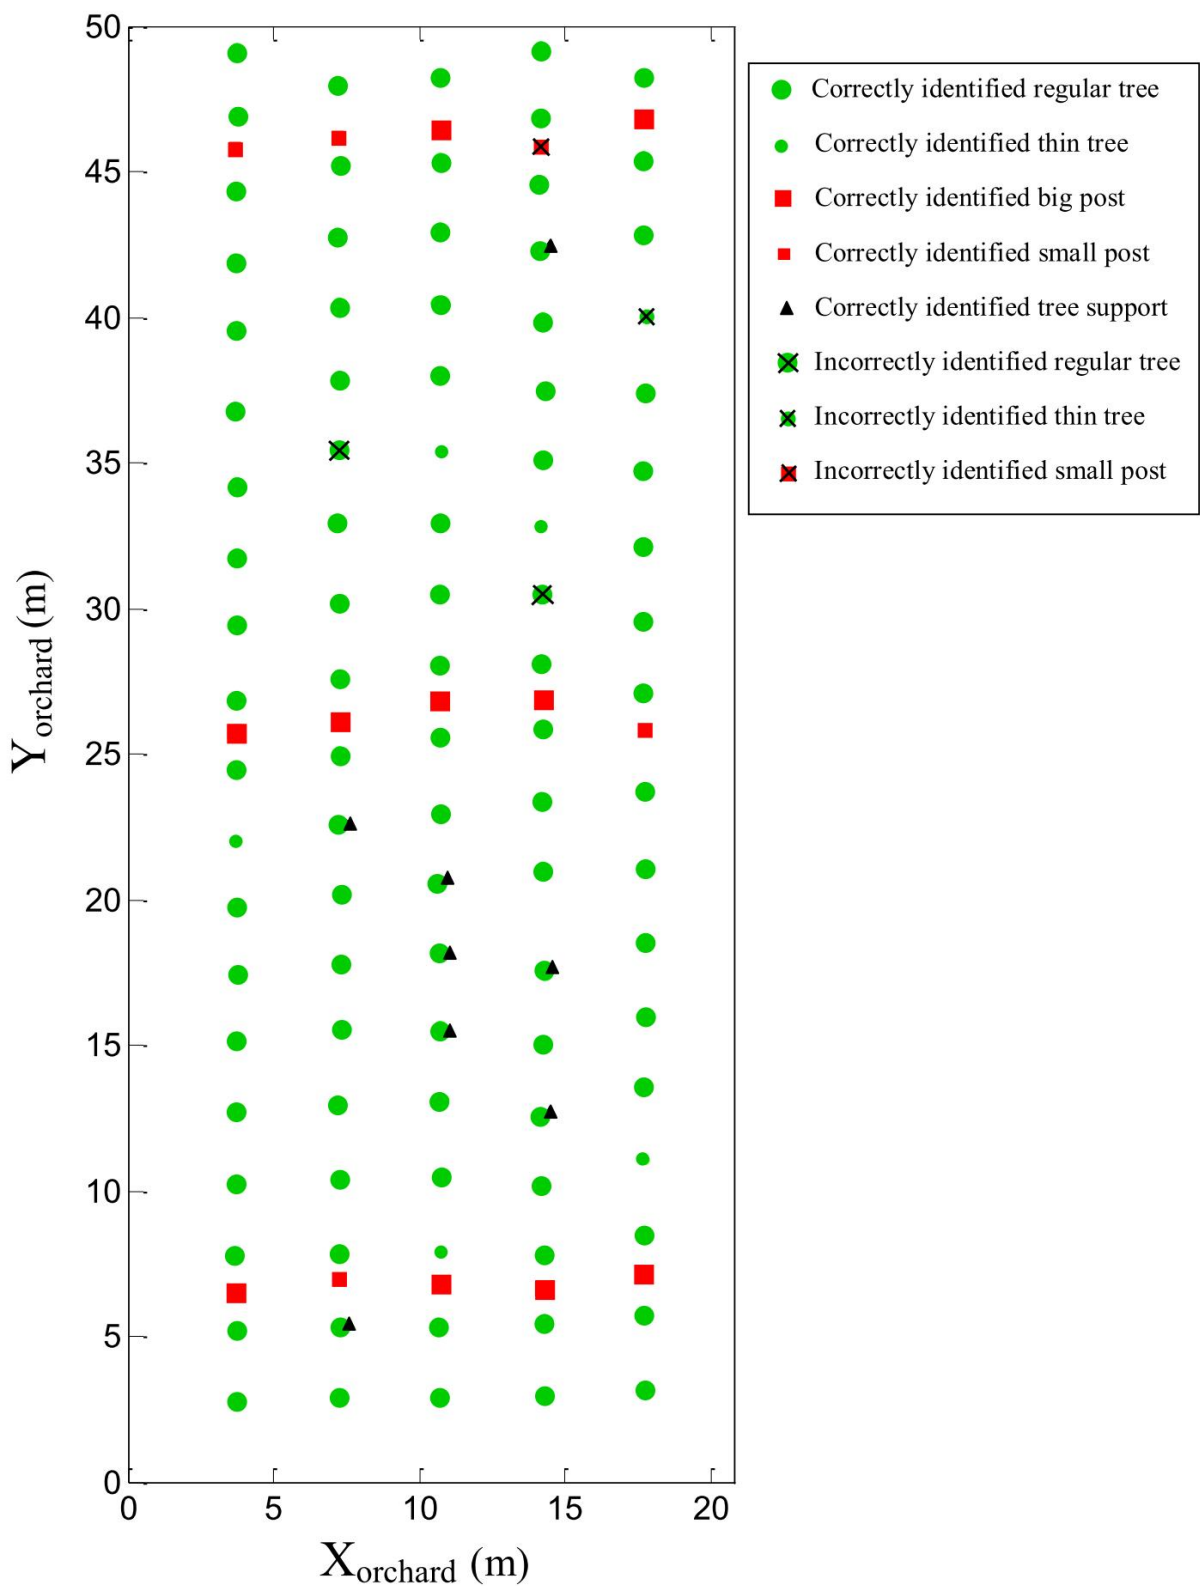 50
45
40
35
30
25
20
15
10
5
0
0 5 10 15 20
Yorchard (m)
Xorchard (m)
Correctly identified regular tree
Correctly identified thin tree
Correctly identified big post
Correctly identified small post
Correctly identified tree support
Incorrectly identified regular tree
Incorrectly identified thin tree
Incorrectly identified small post